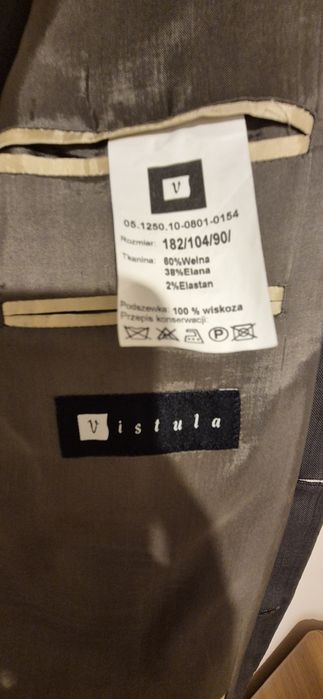 V
05.1250.10-0801-0154
Rozmiar: 182/104/90/
Tkanina: 60%Wełna
38%Elana
2%Elastan
Podszewka: 100 % wiskoza
Przepis konserwacji:
P
Vistula